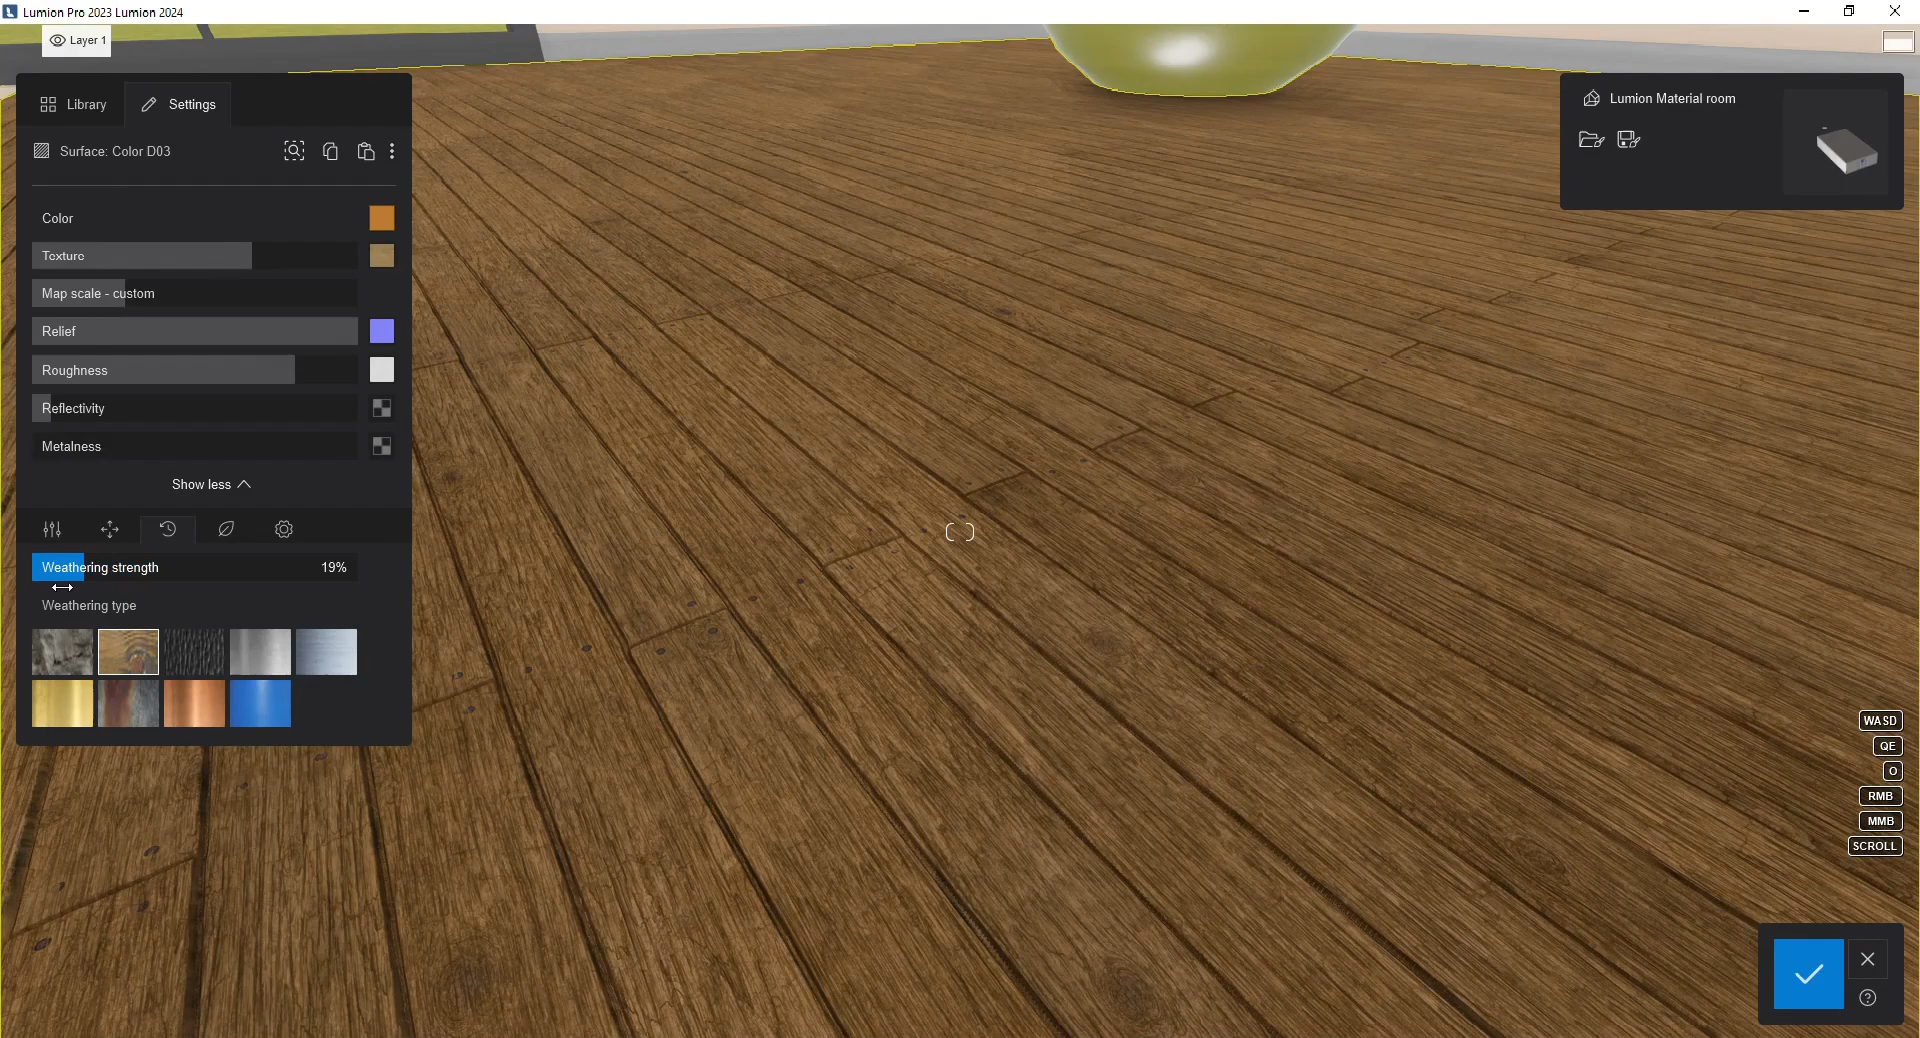 Lumion Pro 2023 Lumion 2024
Layer 1
Library
Settings
Lumion Material room
Surface: Color D03
Color
Texture
Map scale - custom
Relief
Roughness
Reflectivity
Metalness
Show less
Weathering strength 19%
Weathering type
WASD
QE
O
RMB
MMB
SCROLL